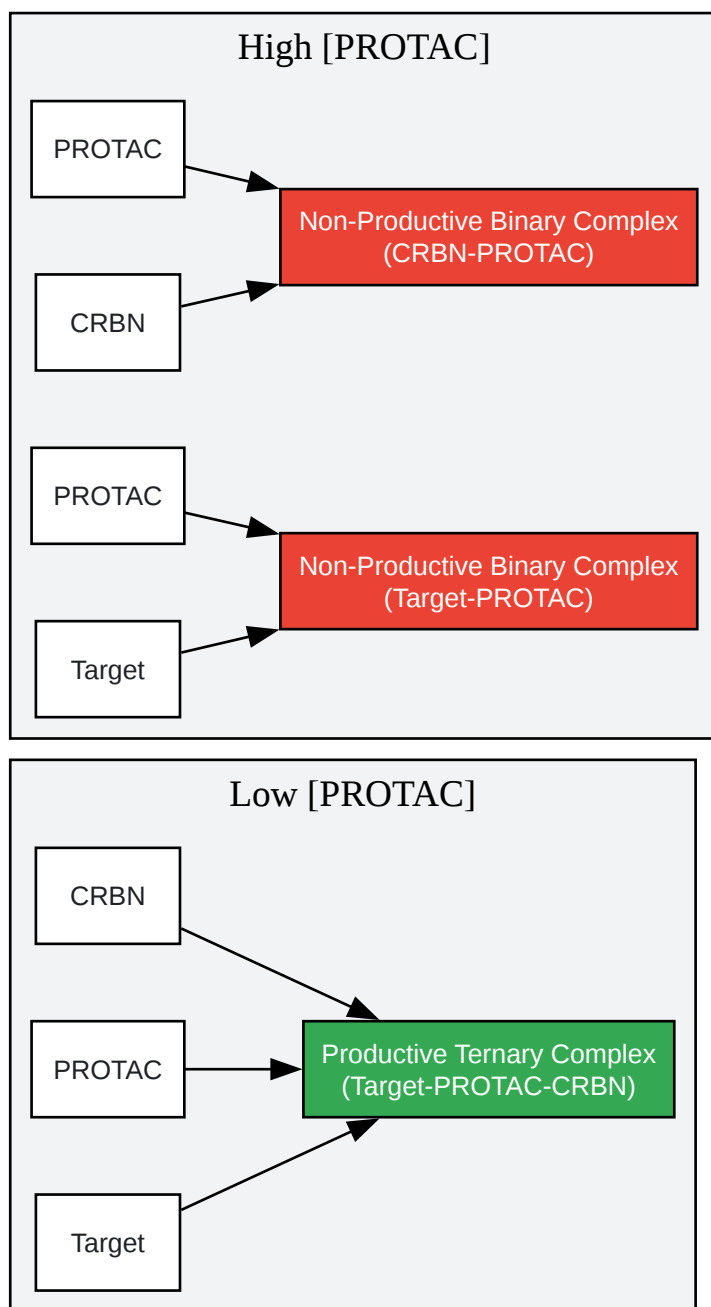 High [PROTAC]
PROTAC
Non-Productive Binary Complex
(CRBN-PROTAC)
CRBN
PROTAC
Non-Productive Binary Complex
(Target-PROTAC)
Target
Low [PROTAC]
CRBN
PROTAC
Productive Ternary Complex
(Target-PROTAC-CRBN)
Target